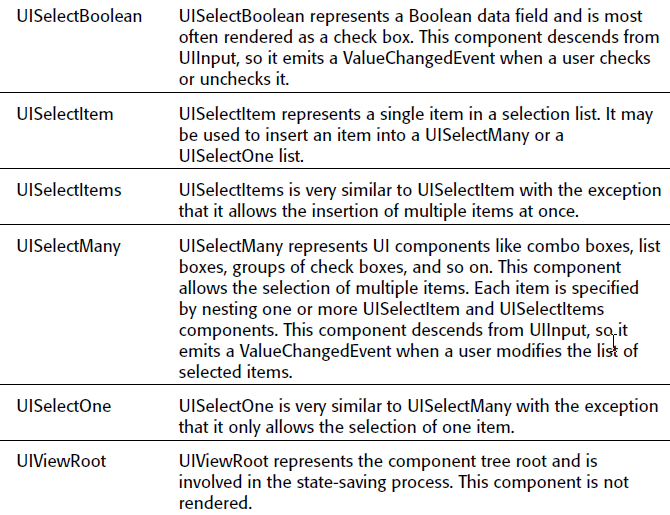 UISelectBoolean UISelectBoolean represents a Boolean data field and is most
often rendered as a check box. This component descends from
UIInput, so it emits a ValueChangedEvent when a user checks
or unchecks it.
UISelectItem UISelectItem represents a single item in a selection list. It may
be used to insert an item into a UISelectMany or a
UISelectOne list.
UISelectItems UISelectItems is very similar to UISelectItem with the exception
that it allows the insertion of multiple items at once.
UISelectMany UISelectMany represents UI components like combo boxes, list
boxes, groups of check boxes, and so on. This component
allows the selection of multiple items. Each item is specified
by nesting one or more UISelectItem and UISelectItems
components. This component descends from UIInput, so it
emits a ValueChangedEvent when a user modifies the list of
selected items.
UISelectOne UISelectOne is very similar to UISelectMany with the exception
that it only allows the selection of one item.
UIViewRoot UIViewRoot represents the component tree root and is
involved in the state-saving process. This component is not
rendered.